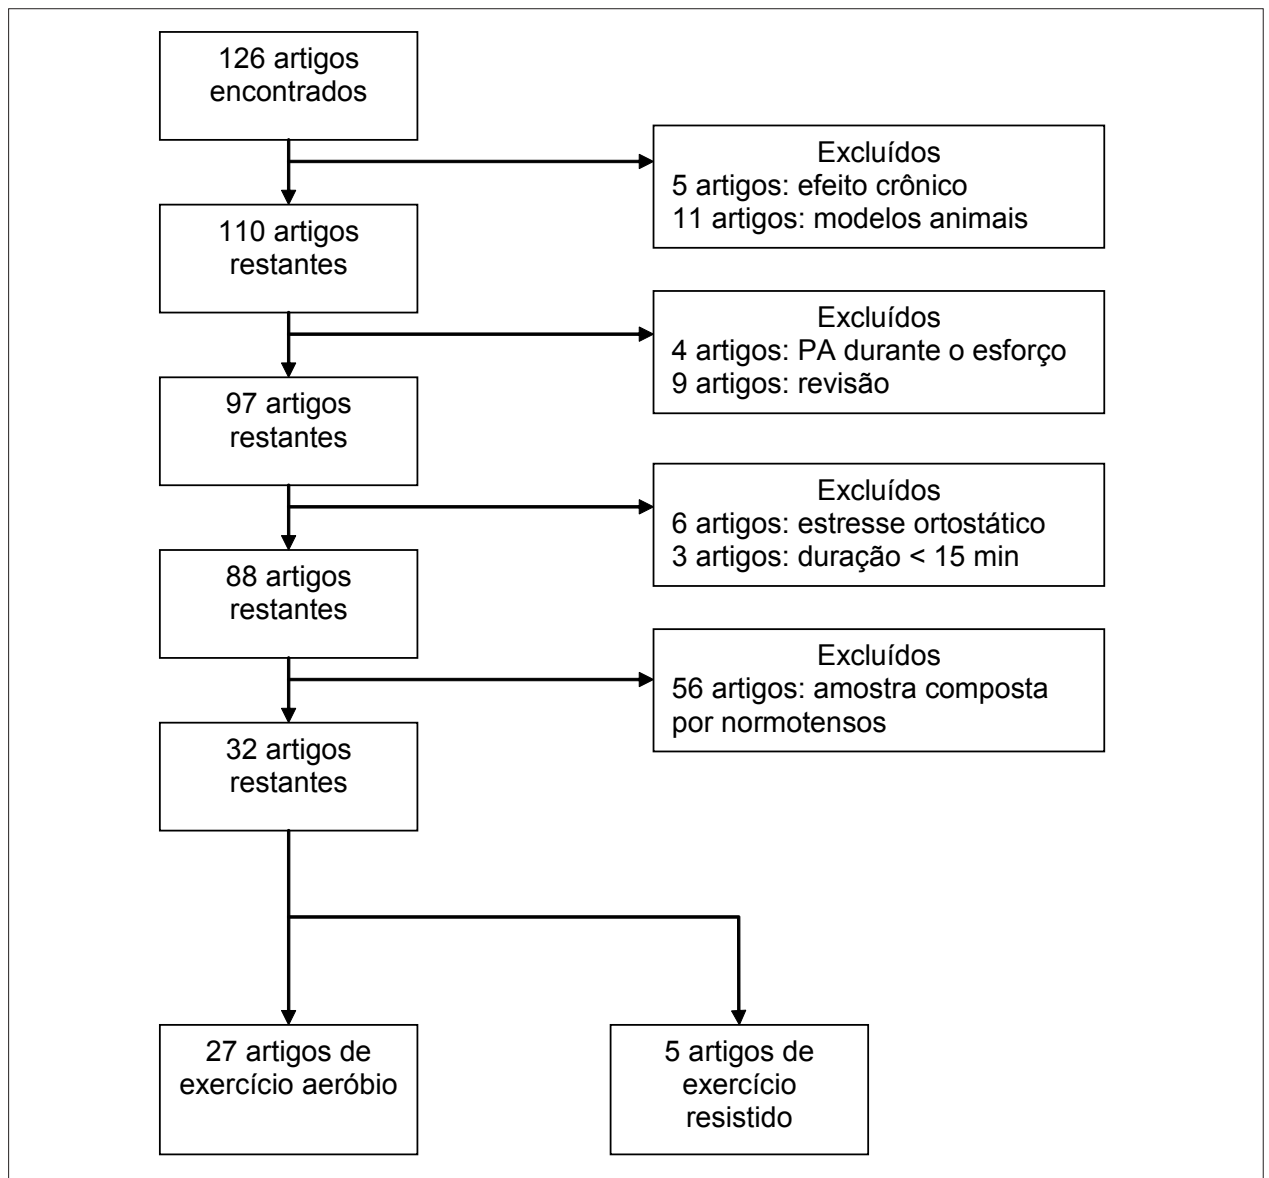 126 artigos
encontrados
Excluídos
5 artigos: efeito crônico
11 artigos: modelos animais
110 artigos
restantes
Excluídos
4 artigos: PA durante o esforço
9 artigos: revisão
97 artigos
restantes
Excluídos
6 artigos: estresse ortostático
3 artigos: duração < 15 min
88 artigos
restantes
Excluídos
56 artigos: amostra composta
por normotensos
32 artigos
restantes
27 artigos de
exercício aeróbio
5 artigos de
exercício
resistido